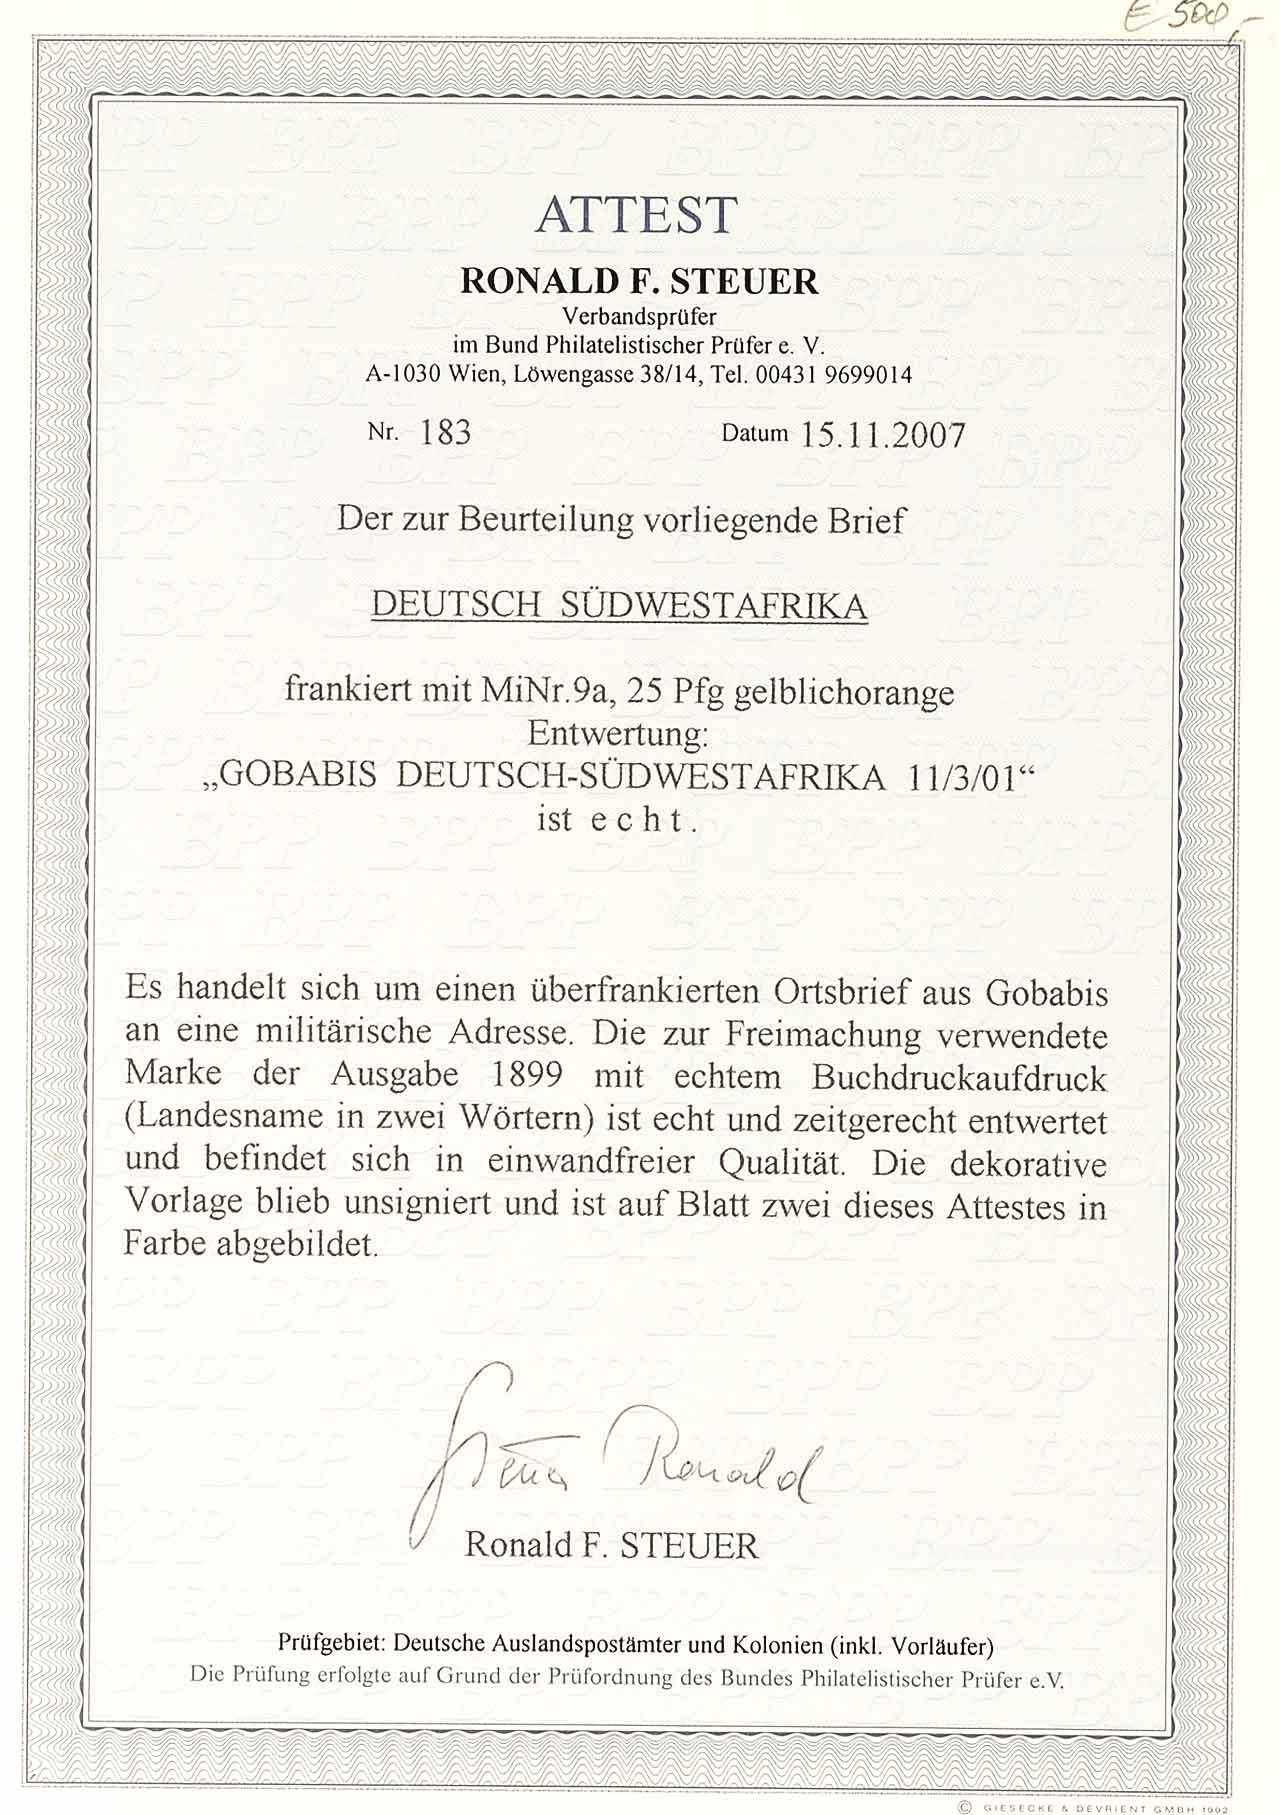 E 500,-
ATTEST
RONALD F. STEUER
Verbandsprüfer
im Bund Philatelistischer Prüfer e. V.
A-1030 Wien, Löwengasse 38/14, Tel. 00431 9699014
Nr. 183 Datum 15.11.2007
Der zur Beurteilung vorliegende Brief
DEUTSCH SÜDWESTAFRIKA
frankiert mit MiNr.9a, 25 Pfg gelblichorange
Entwertung:
„GOBABIS DEUTSCH-SÜDWESTAFRIKA 11/3/01“
ist e c h t .
Es handelt sich um einen überfrankierten Ortsbrief aus Gobabis
an eine militärische Adresse. Die zur Freimachung verwendete
Marke der Ausgabe 1899 mit echtem Buchdruckaufdruck
(Landesname in zwei Wörtern) ist echt und zeitgerecht entwertet
und befindet sich in einwandfreier Qualität. Die dekorative
Vorlage blieb unsigniert und ist auf Blatt zwei dieses Attestes in
Farbe abgebildet.
Steuer Ronald
Ronald F. STEUER
Prüfgebiet: Deutsche Auslandspostämter und Kolonien (inkl. Vorläufer)
Die Prüfung erfolgte auf Grund der Prüfordnung des Bundes Philatelistischer Prüfer e.V.
© GIESECKE & DEVRIENT GMBH 1992